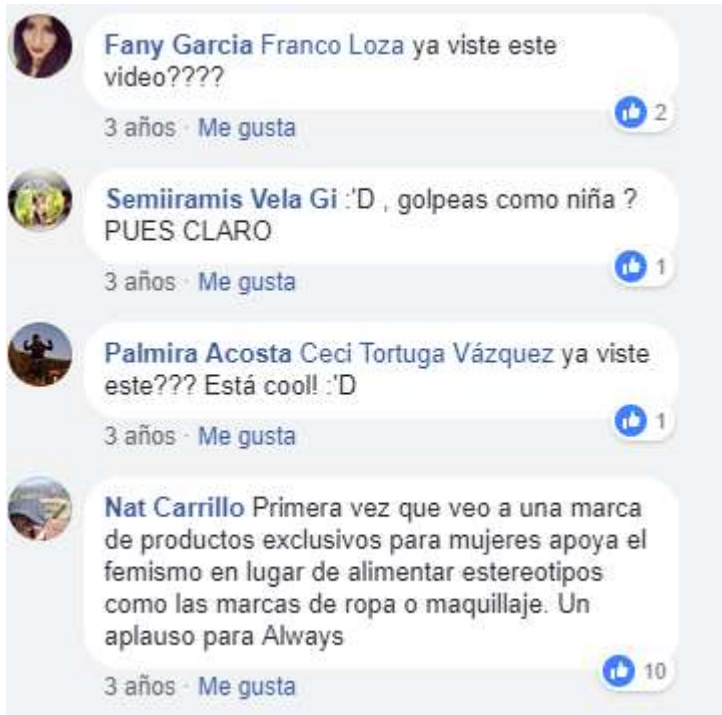 Fany Garcia Franco Loza ya viste este
video????
2
3 años · Me gusta
Semiiramis Vela Gi :'D , golpeas como niña ?
PUES CLARO
1
3 años · Me gusta
Palmira Acosta Ceci Tortuga Vázquez ya viste
este??? Está cool! :'D
1
3 años · Me gusta
Nat Carrillo Primera vez que veo a una marca
de productos exclusivos para mujeres apoya el
femismo en lugar de alimentar estereotipos
como las marcas de ropa o maquillaje. Un
aplauso para Always
10
3 años · Me gusta